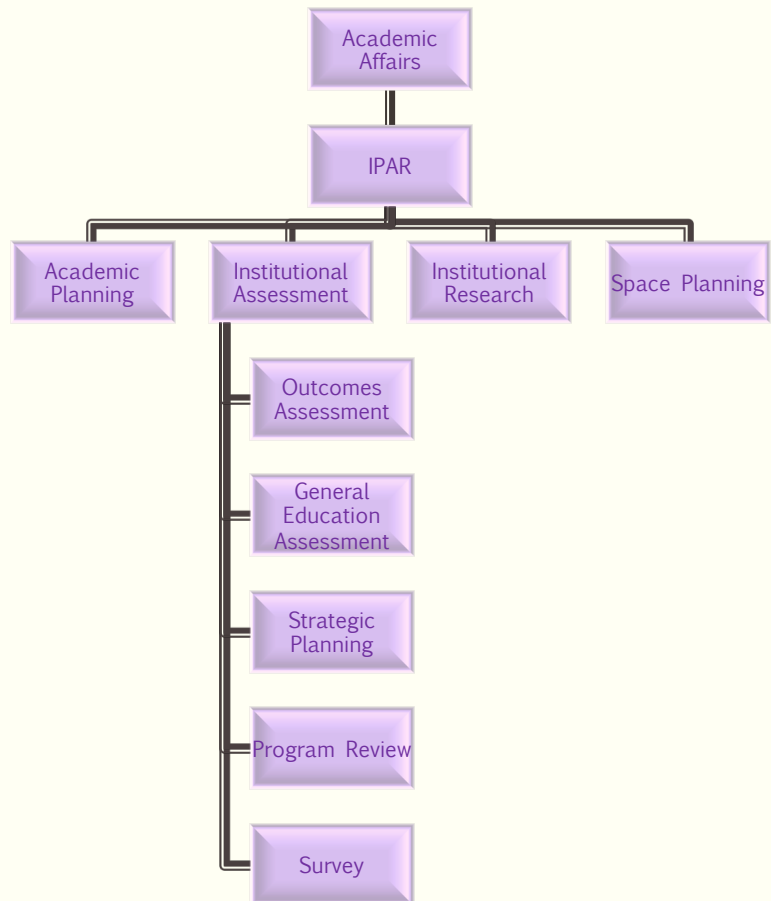 Academic
Affairs
IPAR
Academic
Planning
Institutional
Assessment
Institutional
Research
Space Planning
Outcomes
Assessment
General
Education
Assessment
Strategic
Planning
Program Review
Survey